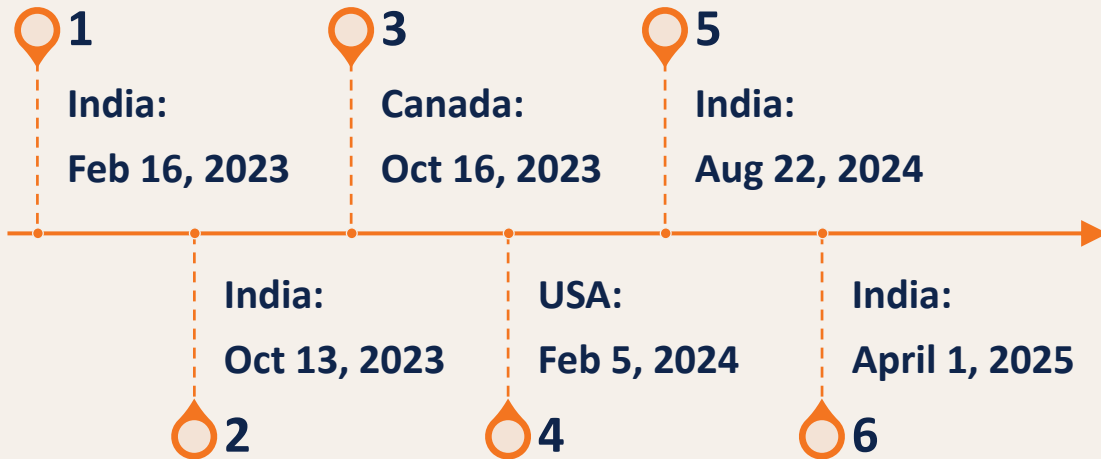 1
India:
Feb 16, 2023
2
India:
Oct 13, 2023
3
Canada:
Oct 16, 2023
4
USA:
Feb 5, 2024
5
India:
Aug 22, 2024
6
India:
April 1, 2025